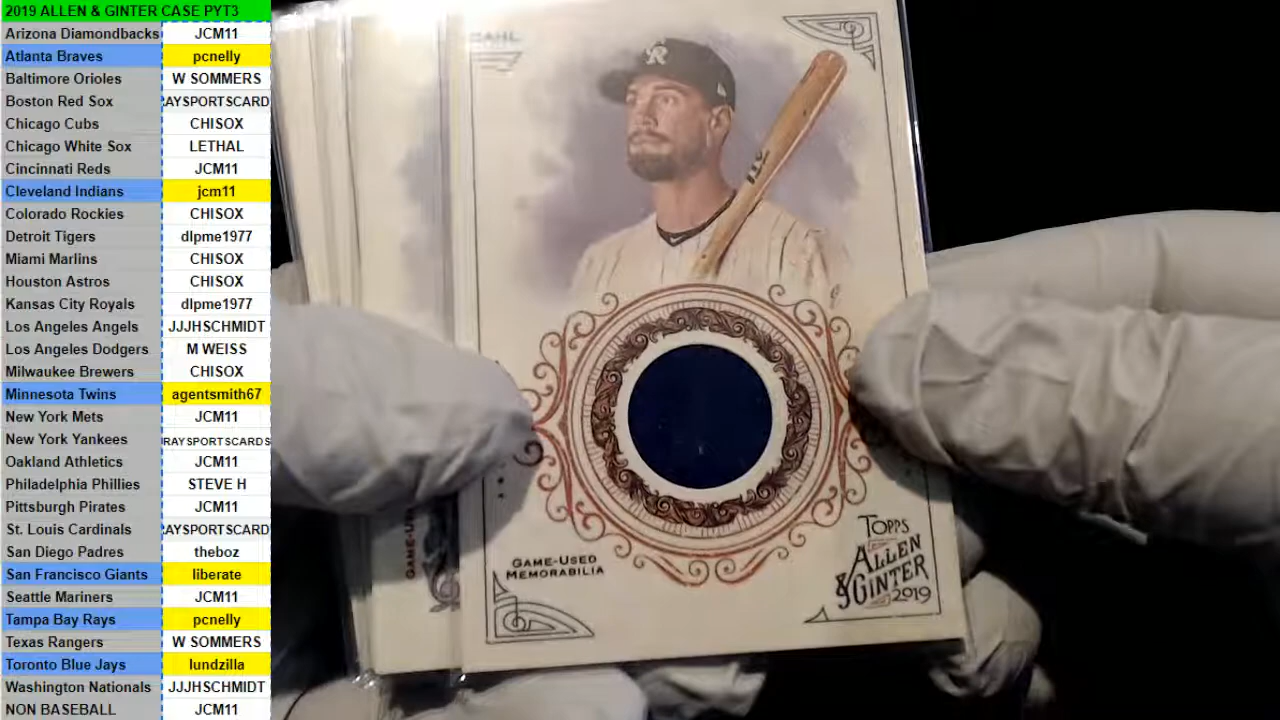 2019 ALLEN & GINTER CASE PYT3
Arizona Diamondbacks JCM11
Atlanta Braves pcnelly
Baltimore Orioles W SOMMERS
Boston Red Sox RAYSPORTSCARD
Chicago Cubs CHISOX
Chicago White Sox LETHAL
Cincinnati Reds JCM11
Cleveland Indians jcm11
Colorado Rockies CHISOX
Detroit Tigers dlpme1977
Miami Marlins CHISOX
Houston Astros CHISOX
Kansas City Royals dlpme1977
Los Angeles Angels JJJHSCHMIDT
Los Angeles Dodgers M WEISS
Milwaukee Brewers CHISOX
Minnesota Twins agentsmith67
New York Mets JCM11
New York Yankees RAYSPORTSCARDS
Oakland Athletics JCM11
Philadelphia Phillies STEVE H
Pittsburgh Pirates JCM11
St. Louis Cardinals RAYSPORTSCARD
San Diego Padres theboz
San Francisco Giants liberate
Seattle Mariners JCM11
Tampa Bay Rays pcnelly
Texas Rangers W SOMMERS
Toronto Blue Jays lundzilla
Washington Nationals JJJHSCHMIDT
NON BASEBALL JCM11
DAHL
CR
GAME-USED
MEMORABILIA
TOPPS
ALLEN
& GINTER
2019